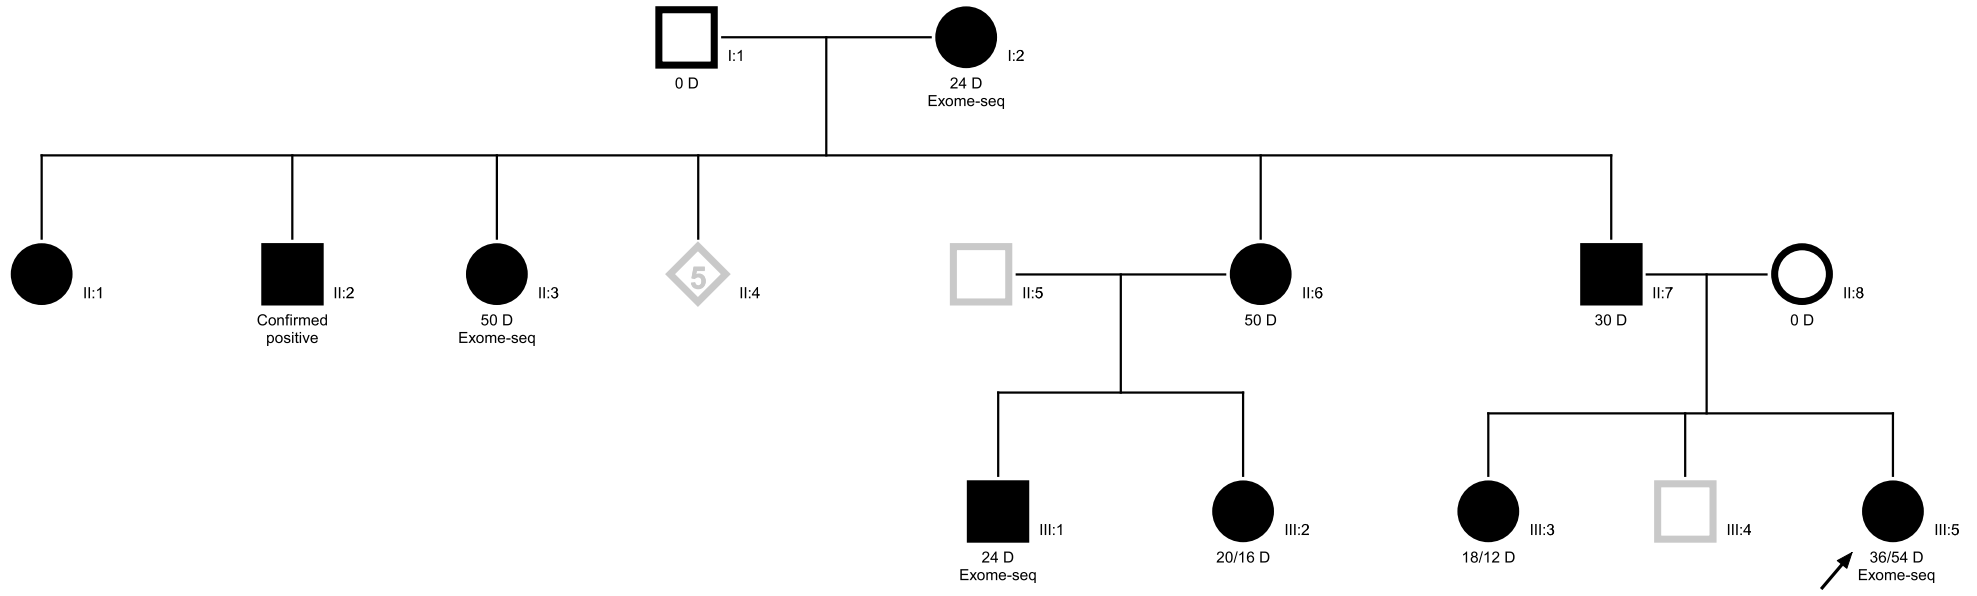 I:1
I:2
0 D
24 D
Exome-seq
5
II:1
II:2
II:3
II:4
II:5
II:6
II:7
II:8
Confirmed
positive
50 D
Exome-seq
50 D
30 D
0 D
III:1
III:2
III:3
III:4
III:5
24 D
Exome-seq
20/16 D
18/12 D
36/54 D
Exome-seq